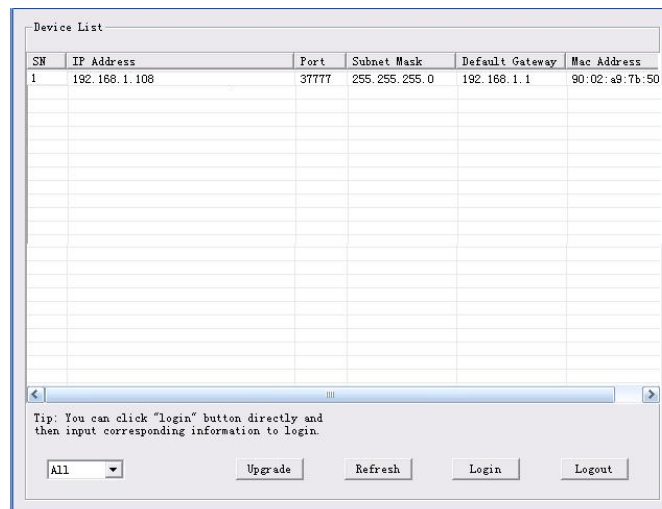 Device List
SN IP Address Port Subnet Mask Default Gateway Mac Address
1 192.168.1.108 37777 255.255.255.0 192.168.1.1 90:02:a9:7b:50
Tip: You can click "login" button directly and
then input corresponding information to login.
All Upgrade Refresh Login Logout